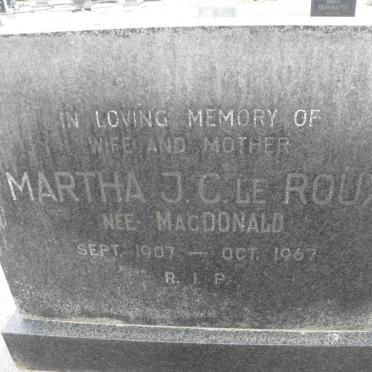 IN LOVING MEMORY OF
WIFE AND MOTHER
MARTHA J.C. LE ROUX
NEE MACDONALD
SEPT. 1907 — OCT. 1967
R. I. P.